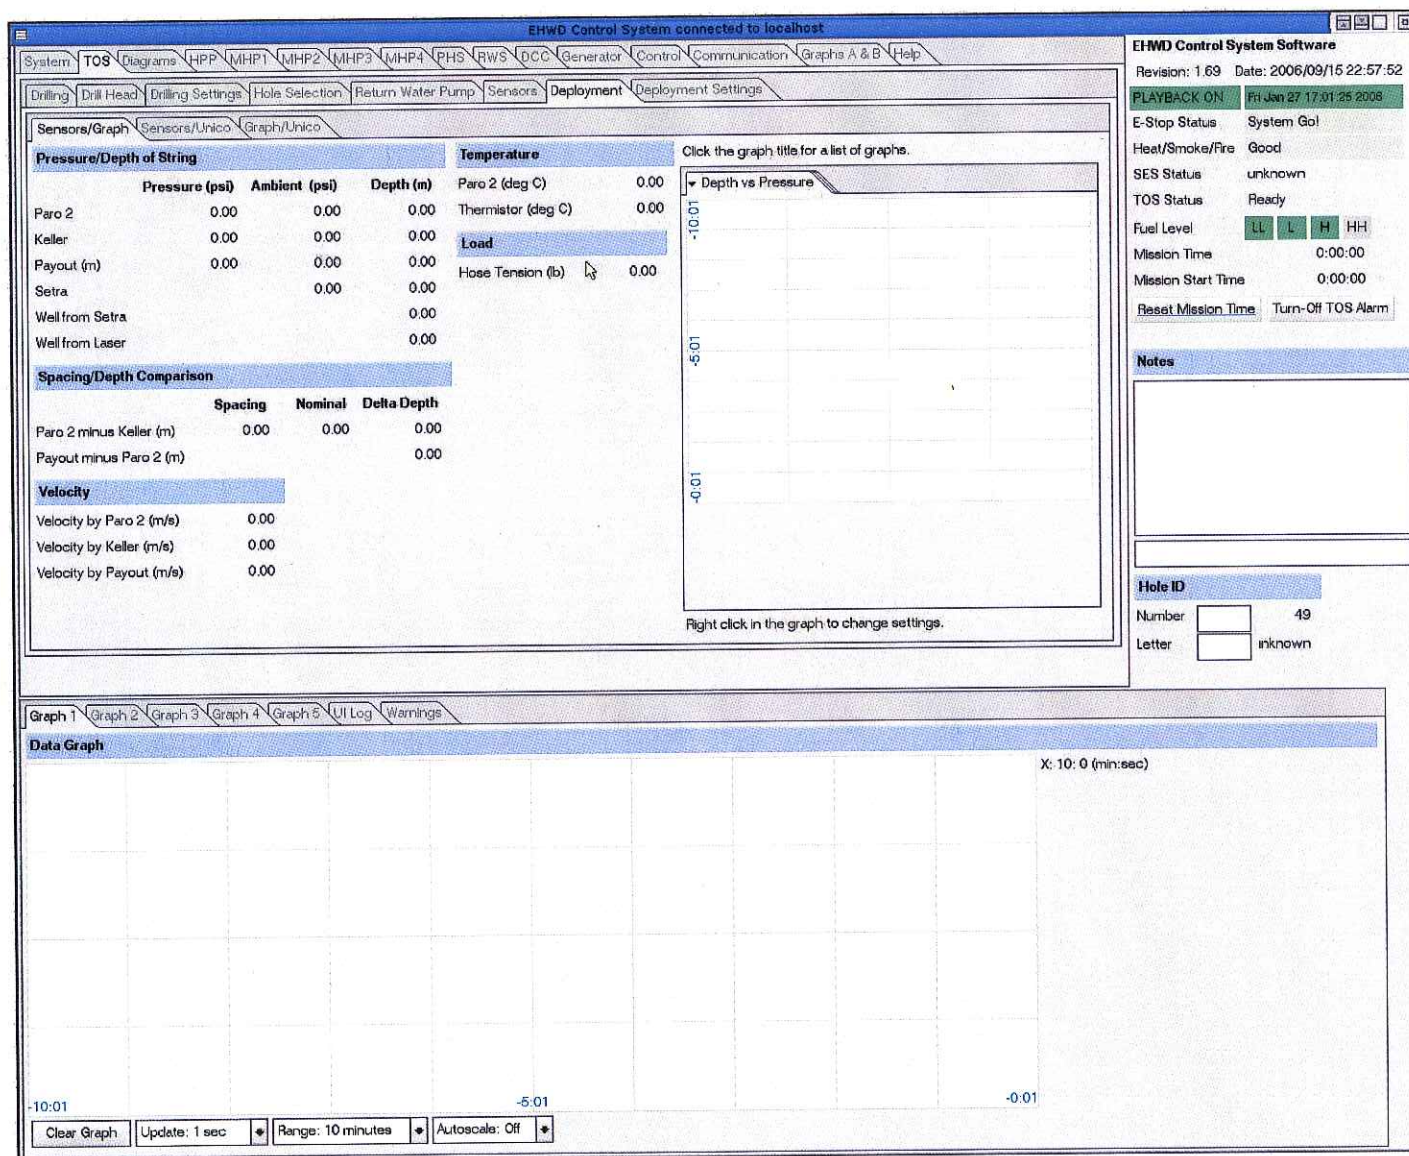 EHWD Control System connected to localhost
System TOS Diagrams HPP MHP1 MHP2 MHP3 MHP4 PHS RWS DCC Generator Control Communication Graphs A & B Help
Drilling Drill Head Drilling Settings Hole Selection Return Water Pump Sensors Deployment Deployment Settings
Sensors/Graph Sensors/Unico Graph/Unico
Pressure/Depth of String
Pressure (psi) Ambient (psi) Depth (m)
Paro 2 0.00 0.00 0.00
Keller 0.00 0.00 0.00
Payout (m) 0.00 0.00 0.00
Setra 0.00 0.00
Well from Setra 0.00
Well from Laser 0.00
Spacing/Depth Comparison
Spacing Nominal Delta Depth
Paro 2 minus Keller (m) 0.00 0.00 0.00
Payout minus Paro 2 (m) 0.00
Velocity
Velocity by Paro 2 (m/s) 0.00
Velocity by Keller (m/s) 0.00
Velocity by Payout (m/s) 0.00
Temperature
Paro 2 (deg C) 0.00
Thermistor (deg C) 0.00
Load
Hose Tension (lb) 0.00
Click the graph title for a list of graphs.
Depth vs Pressure
-10:01
-5:01
-0:01
Right click in the graph to change settings.
EHWD Control System Software
Revision: 1.69 Date: 2006/09/15 22:57:52
PLAYBACK ON Fri Jan 27 17:01:25 2006
E-Stop Status System Go!
Heat/Smoke/Fire Good
SES Status unknown
TOS Status Ready
Fuel Level LL L H HH
Mission Time 0:00:00
Mission Start Time 0:00:00
Reset Mission Time Turn-Off TOS Alarm
Notes
Hole ID
Number 49
Letter inknown
Graph 1 Graph 2 Graph 3 Graph 4 Graph 5 UI Log Warnings
Data Graph
X: 10: 0 (min:sec)
-10:01 -5:01 -0:01
Clear Graph Update: 1 sec Range: 10 minutes Autoscale: Off